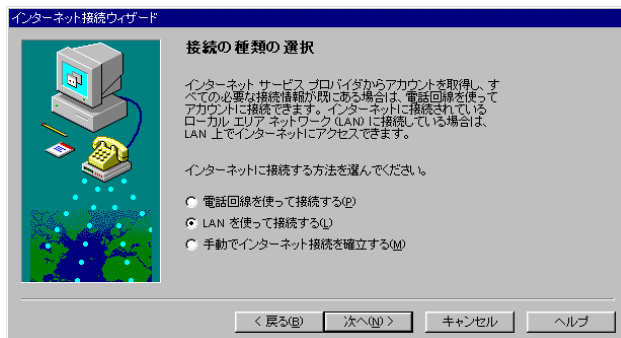 インターネット接続ウィザード
接続の種類の選択
インターネット サービス プロバイダからアカウントを取得し、す
べての必要な接続情報が既にある場合は、電話回線を使って
アカウントに接続できます。インターネットに接続されている
ローカル エリア ネットワーク (LAN) に接続している場合は、
LAN 上でインターネットにアクセスできます。
インターネットに接続する方法を選んでください。
電話回線を使って接続する(P)
LAN を使って接続する(L)
手動でインターネット接続を確立する(M)
< 戻る(B) 次へ(N) > キャンセル ヘルプ